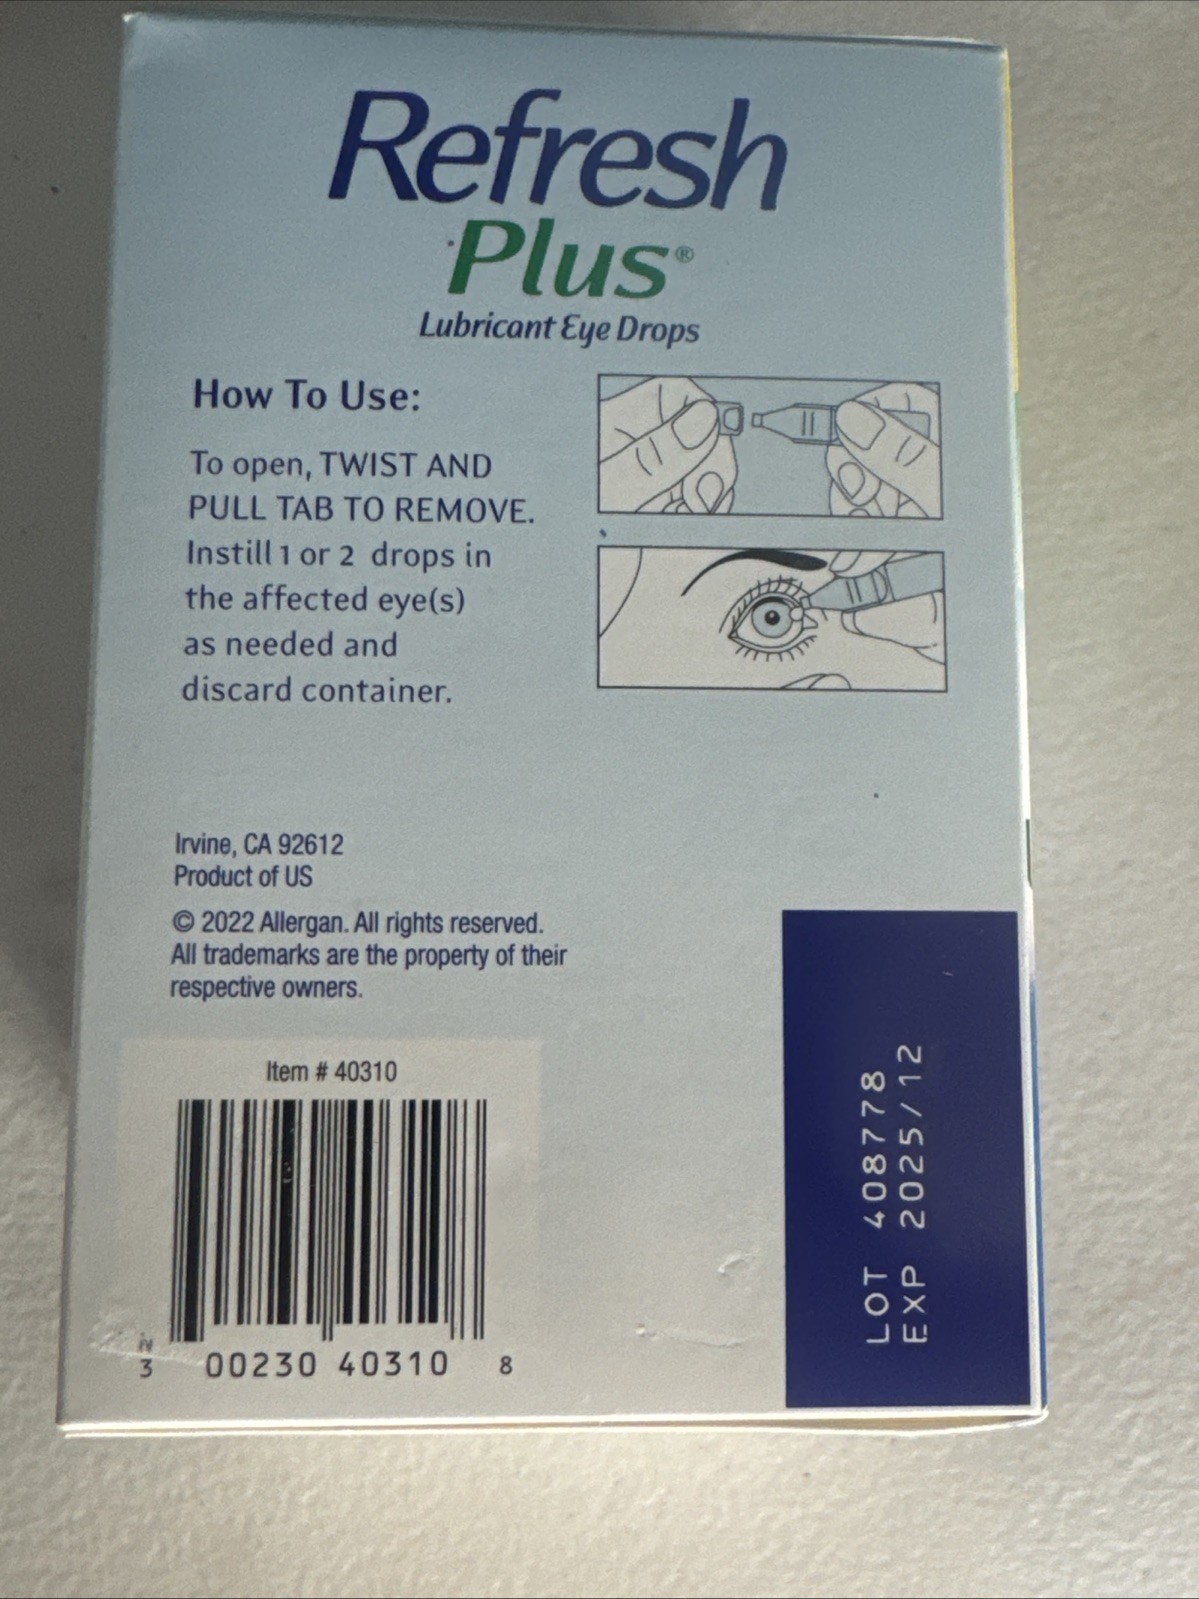 Refresh
Plus®
Lubricant Eye Drops
How To Use:
To open, TWIST AND
PULL TAB TO REMOVE.
Instill 1 or 2 drops in
the affected eye(s)
as needed and
discard container.
Irvine, CA 92612
Product of US
© 2022 Allergan. All rights reserved.
All trademarks are the property of their
respective owners.
Item # 40310
N
3 00230 40310 8
LOT 408778
EXP 2025/12